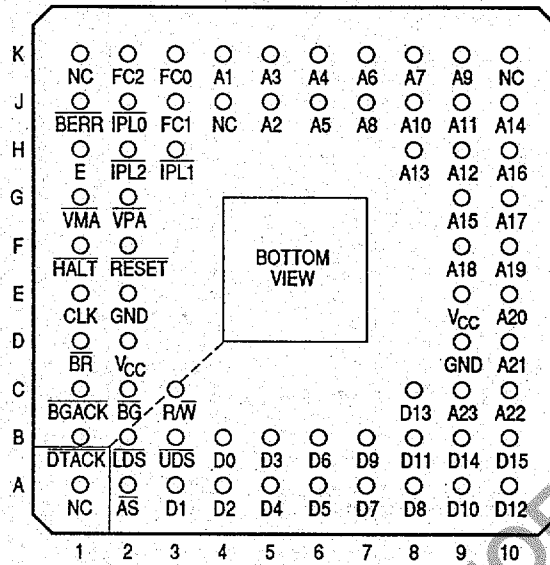 K NC FC2 FC0 A1 A3 A4 A6 A7 A9 NC
J BERR IPL0 FC1 NC A2 A5 A8 A10 A11 A14
H E IPL2 IPL1 A13 A12 A16
G VMA VPA A15 A17
F HALT RESET A18 A19
BOTTOM
VIEW
E CLK GND VCC A20
D BR VCC GND A21
C BGACK BG R/W D13 A23 A22
B DTACK LDS UDS D0 D3 D6 D9 D11 D14 D15
A NC AS D1 D2 D4 D5 D7 D8 D10 D12
1 2 3 4 5 6 7 8 9 10